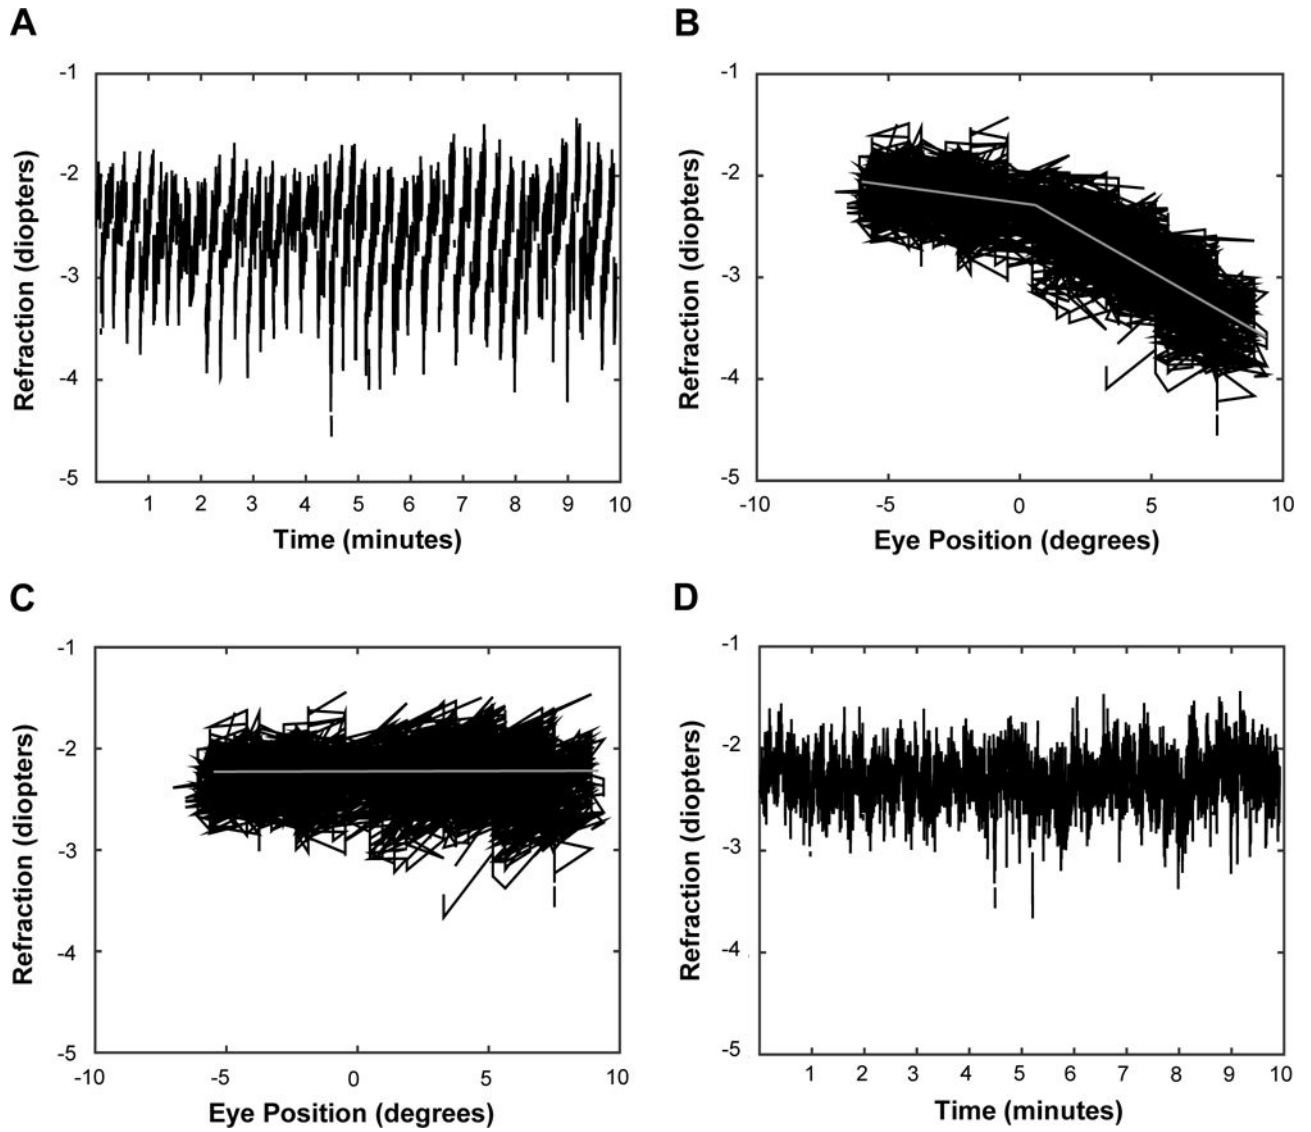 A
-1
-2
-3
-4
-5
Refraction (diopters)
1 2 3 4 5 6 7 8 9 10
Time (minutes)
B
-1
-2
-3
-4
-5
Refraction (diopters)
-10 -5 0 5 10
Eye Position (degrees)
C
-1
-2
-3
-4
-5
Refraction (diopters)
-10 -5 0 5 10
Eye Position (degrees)
D
-1
-2
-3
-4
-5
Refraction (diopters)
1 2 3 4 5 6 7 8 9 10
Time (minutes)